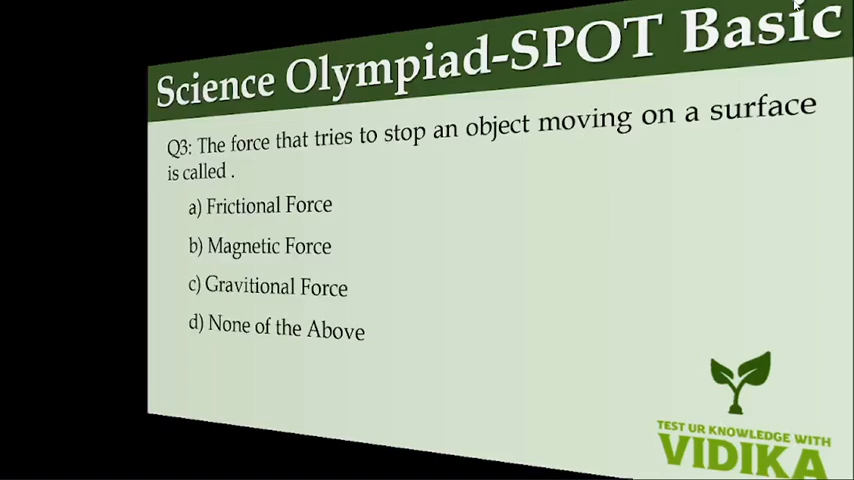 Science Olympiad-SPOT Basic
Q3: The force that tries to stop an object moving on a surface
is called .
a) Frictional Force
b) Magnetic Force
c) Gravitional Force
d) None of the Above
TEST UR KNOWLEDGE WITH
VIDIKA